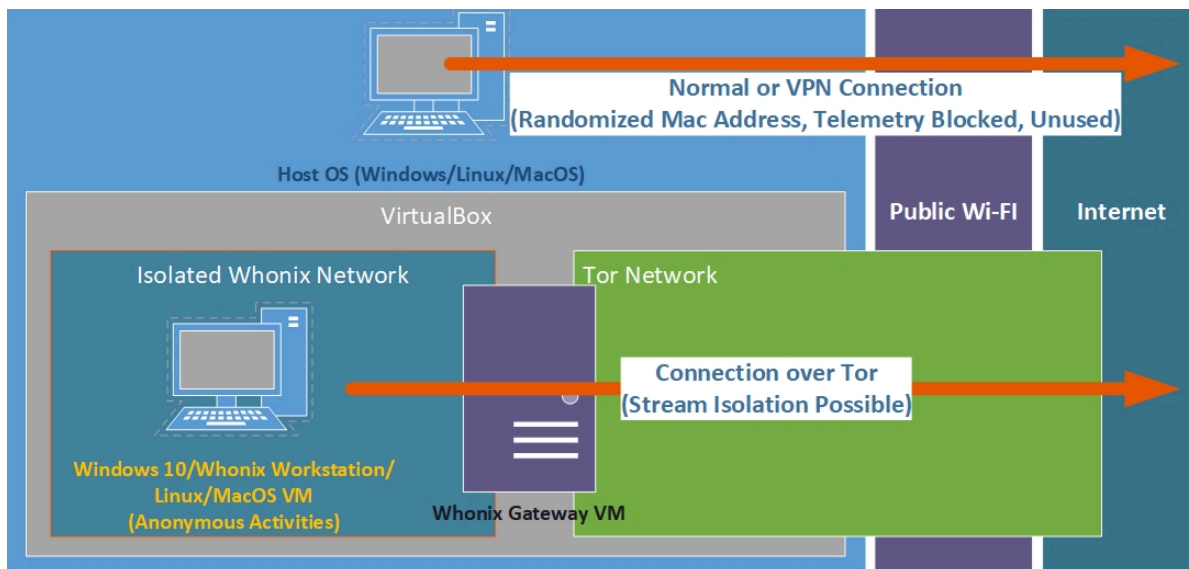 Normal or VPN Connection
(Randomized Mac Address, Telemetry Blocked, Unused)
Host OS (Windows/Linux/MacOS)
VirtualBox
Public Wi-FI
Internet
Isolated Whonix Network
Tor Network
Connection over Tor
(Stream Isolation Possible)
Windows 10/Whonix Workstation/
Linux/MacOS VM
(Anonymous Activities)
Whonix Gateway VM